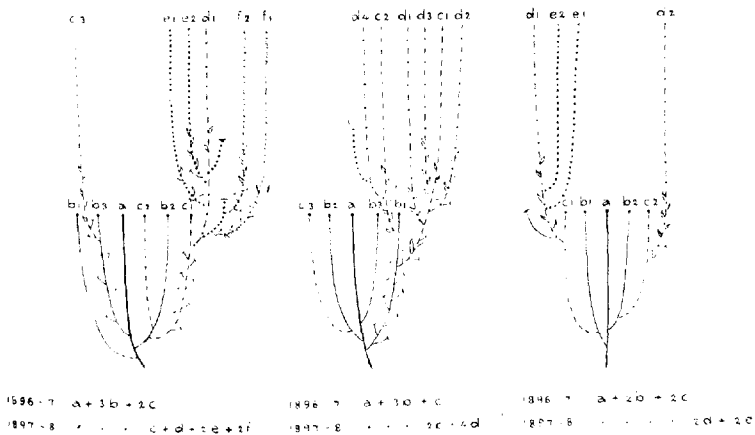 c3 e1 e2 d1 f2 f1 d4 c2 d1 d3 c1 d2 d1 e2 e1 d2
b1 b3 a c2 b2 c1 c3 b2 a b3 b1 c1 b1 a b2 c2
1896-7 a + 3b + 2c 1896-7 a + 3b + c 1896-7 a + 2b + 2c
1897-8 . . . c + d + 2e + 2f 1897-8 . . . 2c + 4d 1897-8 . . . . 2d + 2e